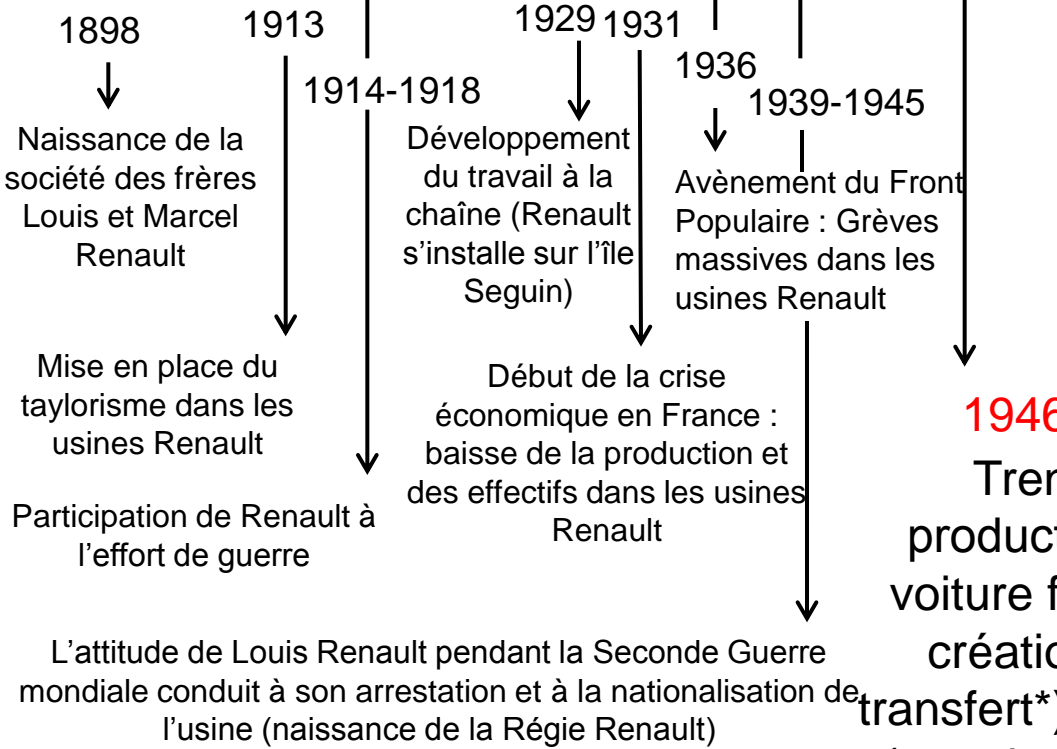 1898
Naissance de la
société des frères
Louis et Marcel
Renault
1913
Mise en place du
taylorisme dans les
usines Renault
1914-1918
Participation de Renault à
l’effort de guerre
1929
Développement
du travail à la
chaîne (Renault
s’installe sur l’île
Seguin)
1931
Début de la crise
économique en France :
baisse de la production et
des effectifs dans les usines
Renault
1936
Avènement du Front
Populaire : Grèves
massives dans les
usines Renault
1939-1945
L’attitude de Louis Renault pendant la Seconde Guerre
mondiale conduit à son arrestation et à la nationalisation de
l’usine (naissance de la Régie Renault)
1946
voiture
transfert*)